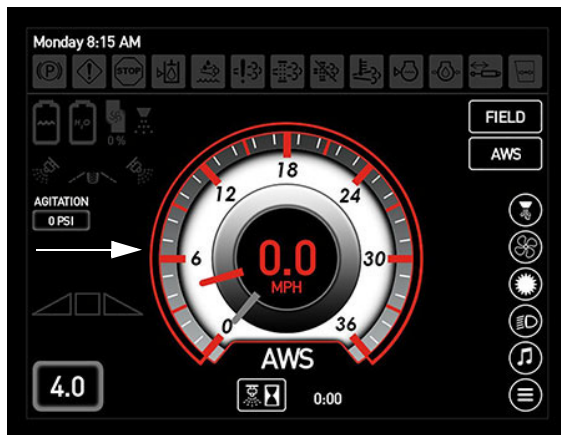 Monday 8:15 AM
(P)
STOP
H₂O
0 %
FIELD
AWS
AGITATION
0 PSI
18
12
24
6
30
0.0
MPH
0
36
AWS
4.0
0:00